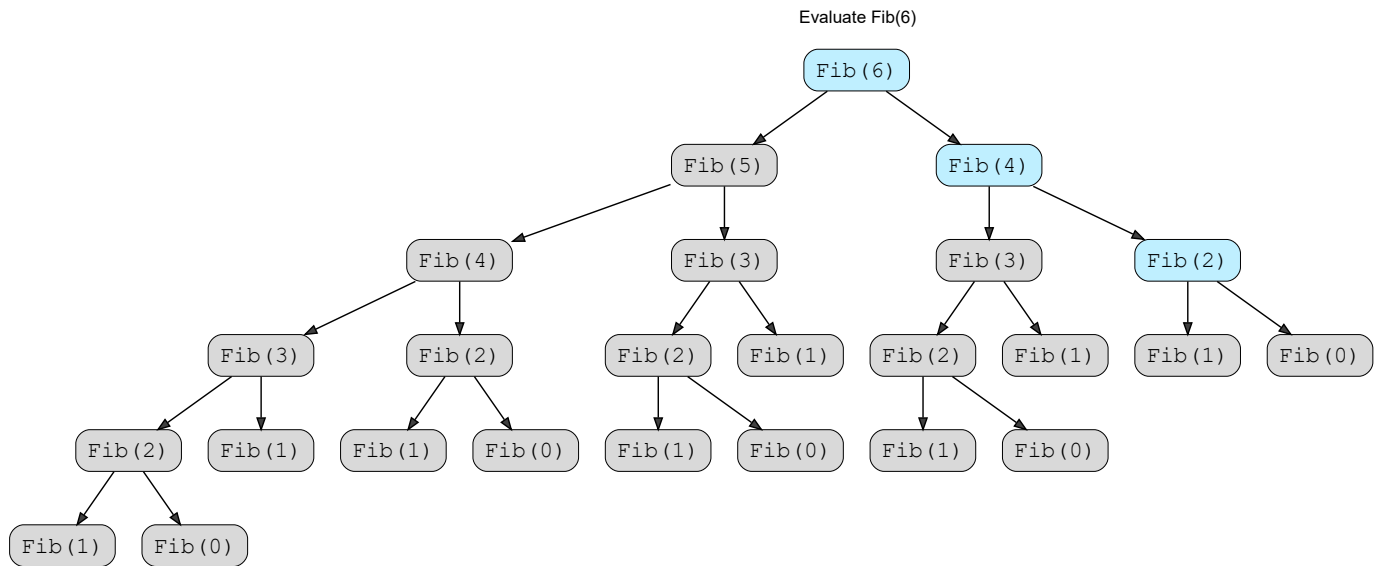 Evaluate Fib(6)
Fib(6)
Fib(5) Fib(4)
Fib(4) Fib(3) Fib(3) Fib(2)
Fib(3) Fib(2) Fib(2) Fib(1) Fib(2) Fib(1) Fib(1) Fib(0)
Fib(2) Fib(1) Fib(1) Fib(0) Fib(1) Fib(0) Fib(1) Fib(0)
Fib(1) Fib(0)